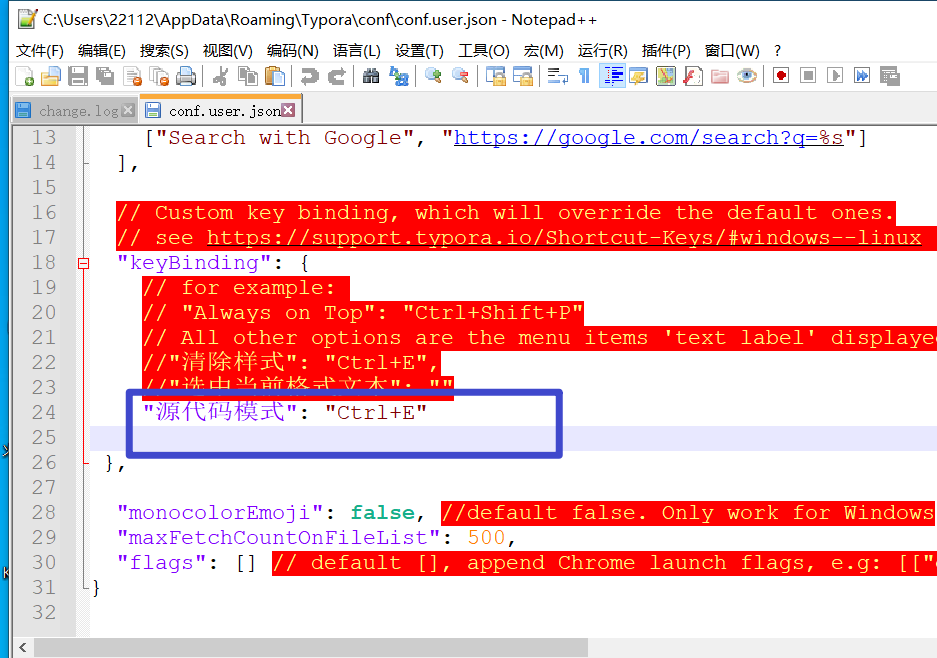 C:\Users\22112\AppData\Roaming\Typora\conf\conf.user.json - Notepad++
文件(F) 编辑(E) 搜索(S) 视图(V) 编码(N) 语言(L) 设置(T) 工具(O) 宏(M) 运行(R) 插件(P) 窗口(W) ?
change.log conf.user.json
13 ["Search with Google", "https://google.com/search?q=%s"]
14 ],
15
16 // Custom key binding, which will override the default ones.
17 // see https://support.typora.io/Shortcut-Keys/#windows--linux
18 "keyBinding": {
19 // for example:
20 // "Always on Top": "Ctrl+Shift+P"
21 // All other options are the menu items 'text label' displayed
22 //"清除样式": "Ctrl+E",
23 //"选中当前格式文本": ""
24 "源代码模式": "Ctrl+E"
25
26 },
27
28 "monocolorEmoji": false, //default false. Only work for Windows
29 "maxFetchCountOnFileList": 500,
30 "flags": [] // default [], append Chrome launch flags, e.g: [["
31 }
32